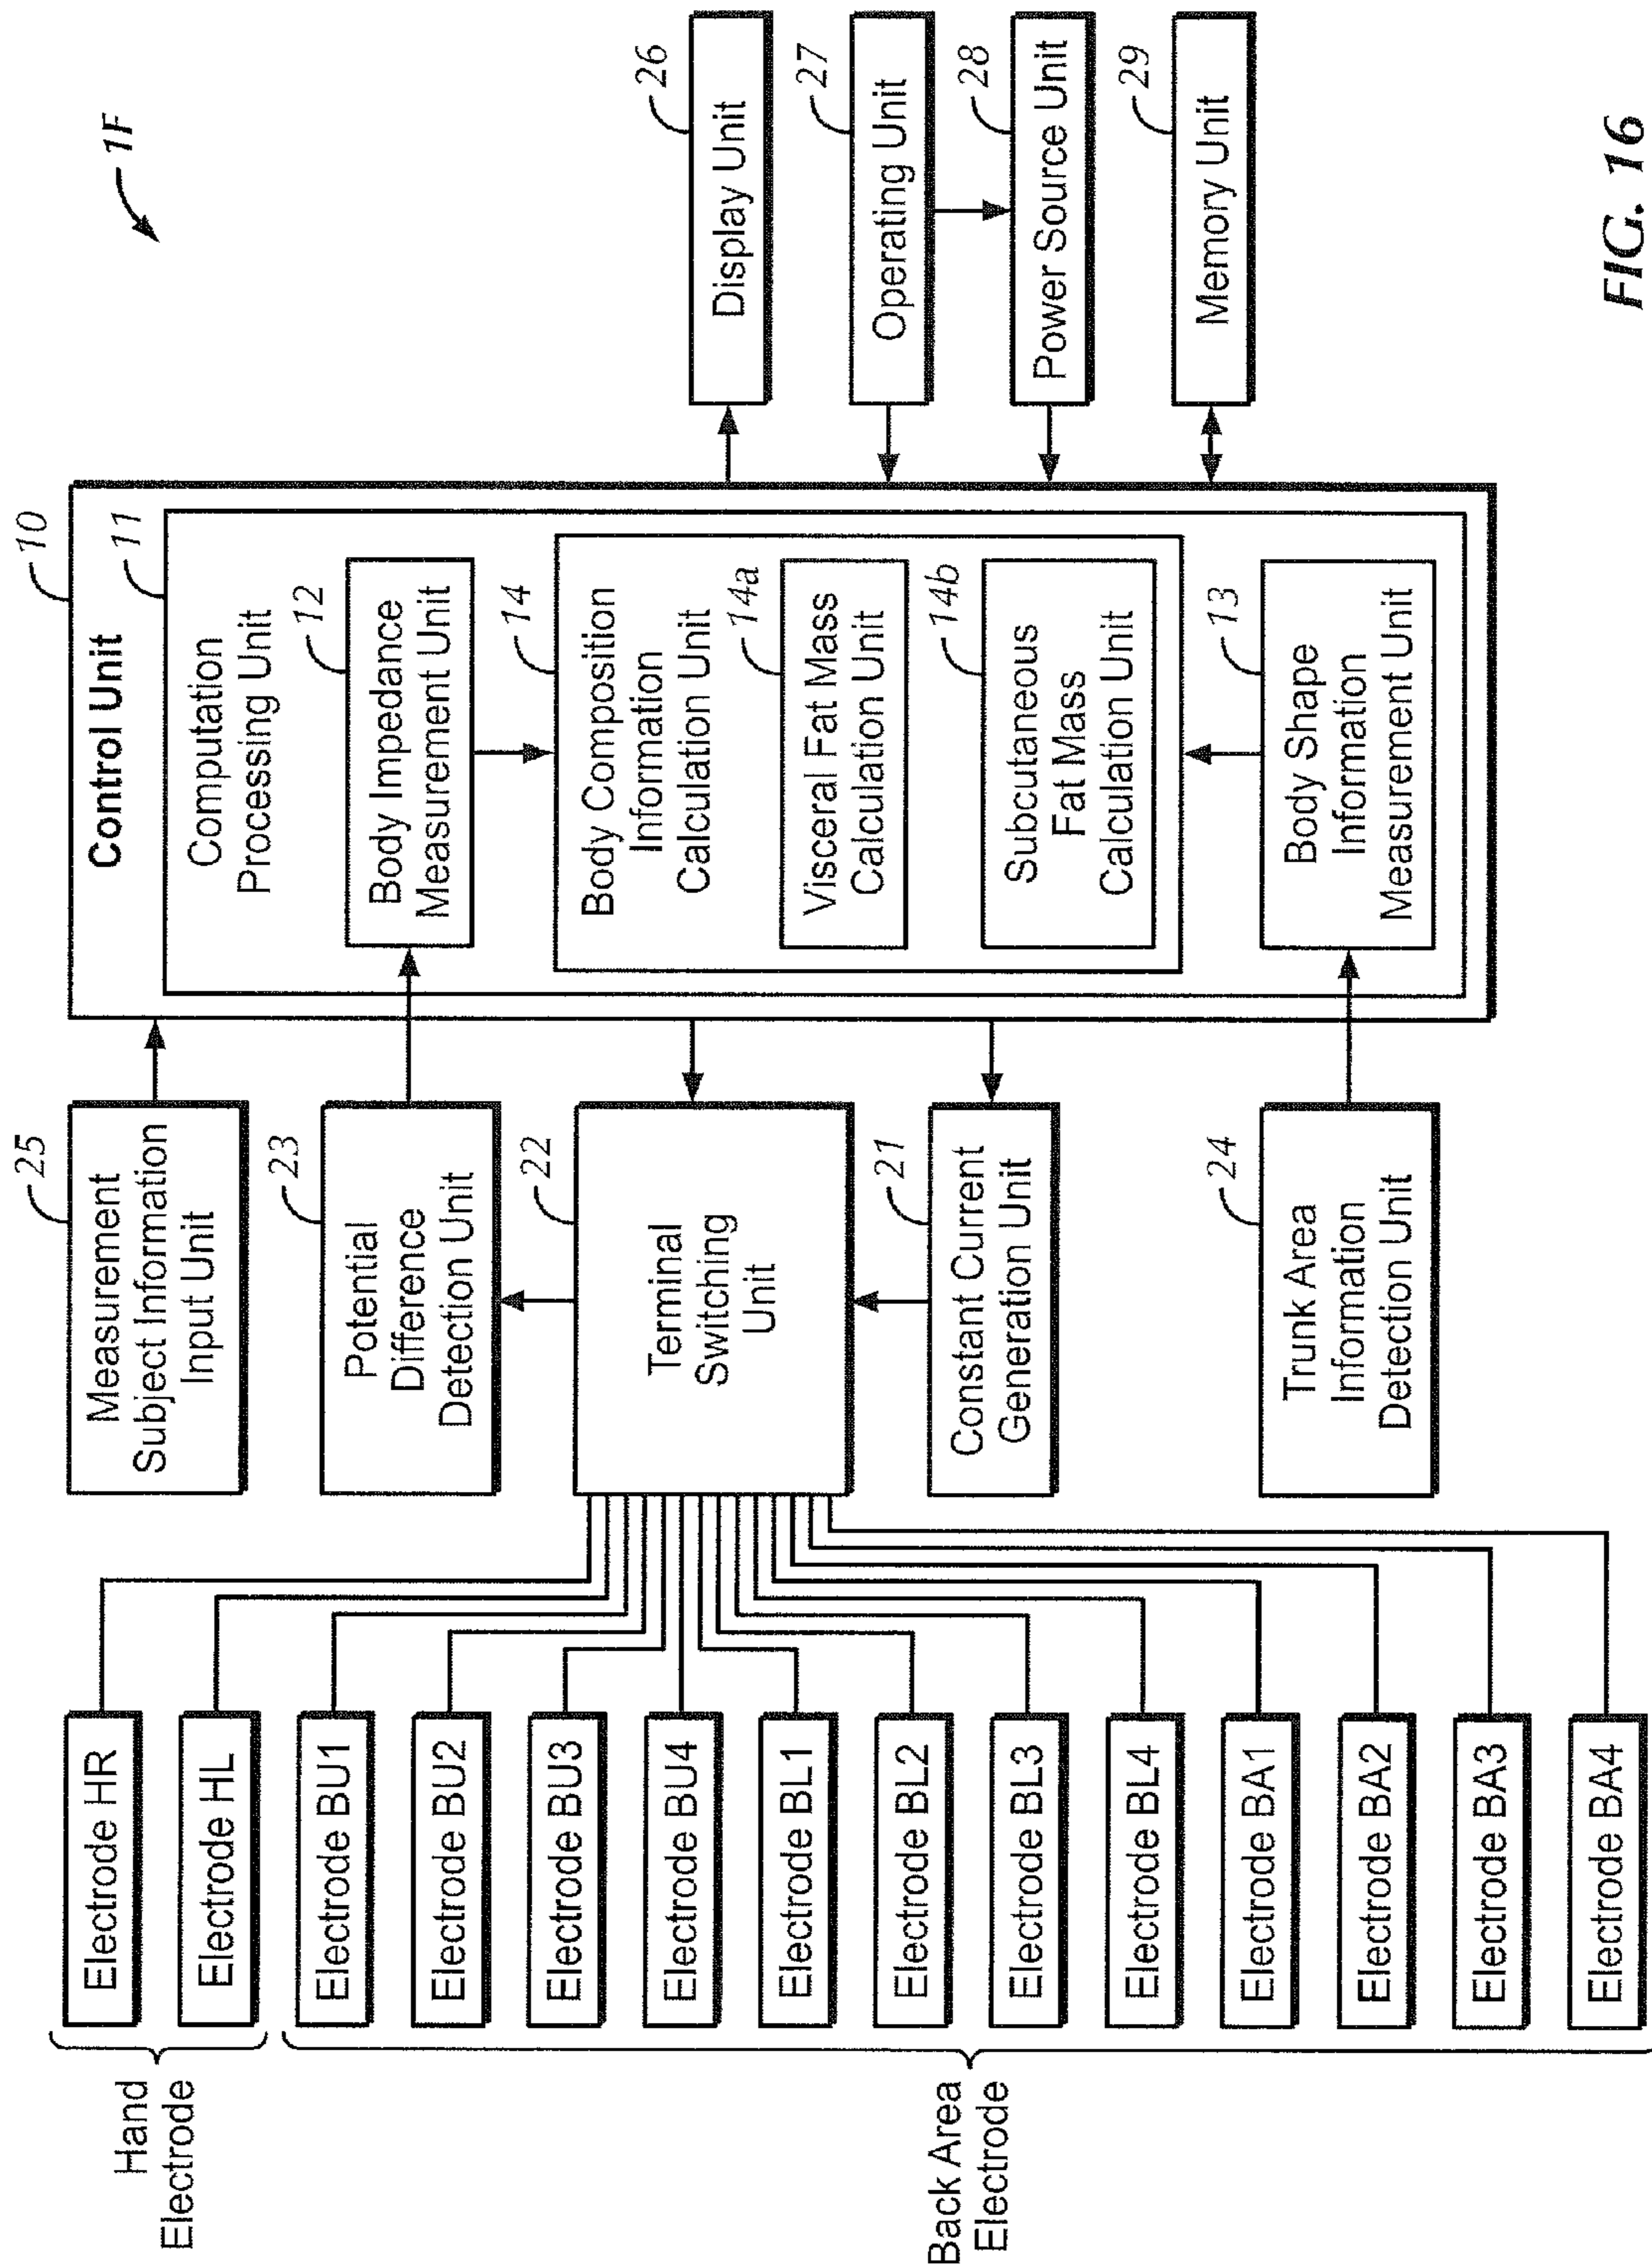 1F
Hand
Electrode
Back Area
Electrode
Electrode HR
Electrode HL
Electrode BU1
Electrode BU2
Electrode BU3
Electrode BU4
Electrode BL1
Electrode BL2
Electrode BL3
Electrode BL4
Electrode BA1
Electrode BA2
Electrode BA3
Electrode BA4
25
Measurement
Subject Information
Input Unit
23
Potential
Difference
Detection Unit
22
Terminal
Switching
Unit
21
Constant Current
Generation Unit
24
Trunk Area
Information
Detection Unit
10
Control Unit
11
Computation
Processing Unit
12
Body Impedance
Measurement Unit
14
Body Composition
Information
Calculation Unit
14a
Visceral Fat Mass
Calculation Unit
14b
Subcutaneous
Fat Mass
Calculation Unit
13
Body Shape
Information
Measurement Unit
26
Display Unit
27
Operating Unit
28
Power Source Unit
29
Memory Unit
FIG. 16